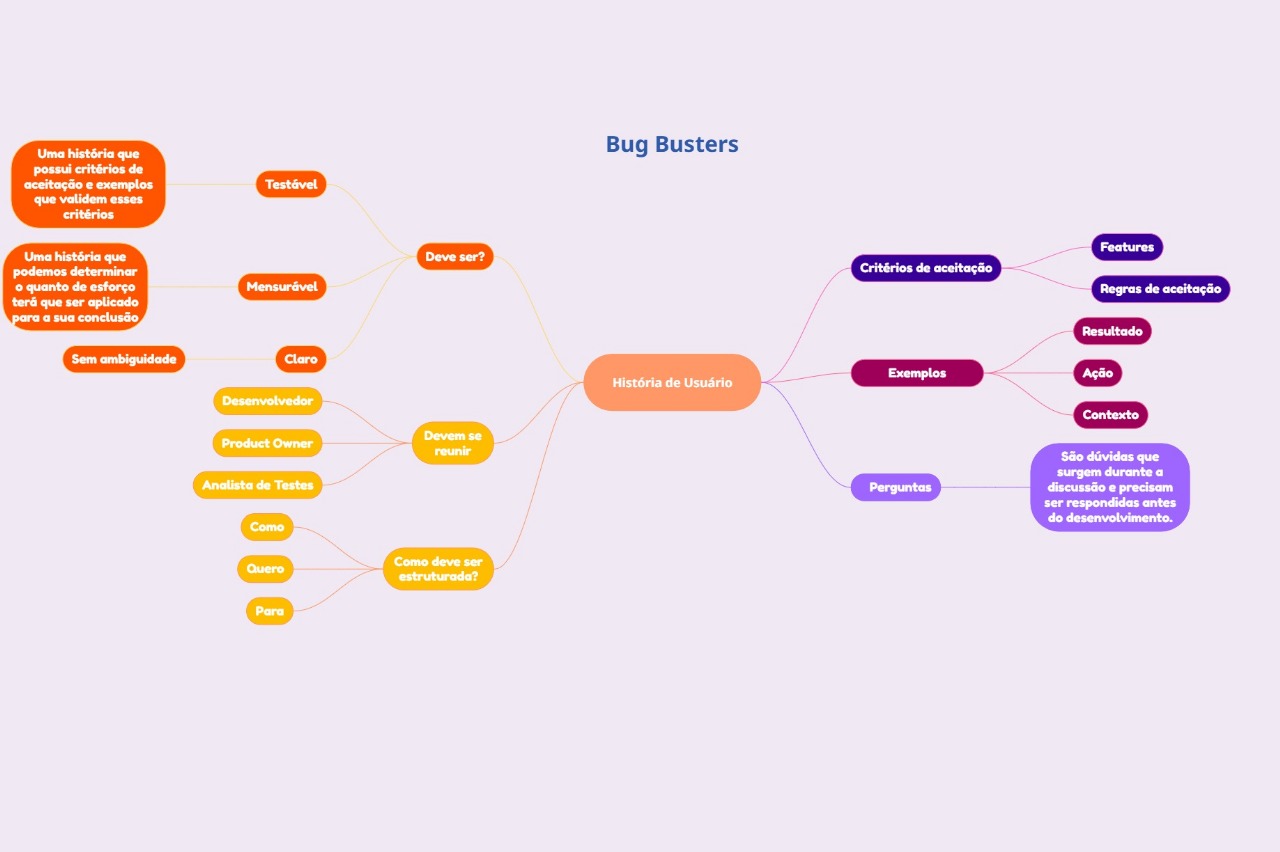 Bug Busters
História de Usuário
Deve ser?
Testável
Uma história que
possui critérios de
aceitação e exemplos
que validem esses
critérios
Mensurável
Uma história que
podemos determinar
o quanto de esforço
terá que ser aplicado
para a sua conclusão
Claro
Sem ambiguidade
Devem se
reunir
Desenvolvedor
Product Owner
Analista de Testes
Como deve ser
estruturada?
Como
Quero
Para
Critérios de aceitação
Features
Regras de aceitação
Exemplos
Resultado
Ação
Contexto
Perguntas
São dúvidas que
surgem durante a
discussão e precisam
ser respondidas antes
do desenvolvimento.